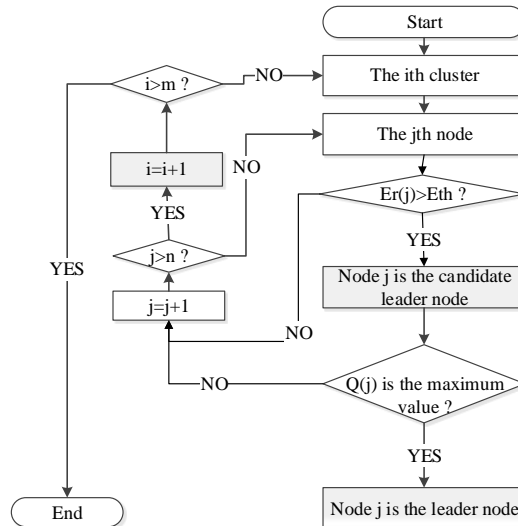 Start
i>m ?
NO
The ith cluster
The jth node
i=i+1
NO
Er(j)>Eth ?
YES
YES
YES
j>n ?
Node j is the candidate
leader node
j=j+1
NO
NO
Q(j) is the maximum
value ?
YES
End
Node j is the leader node